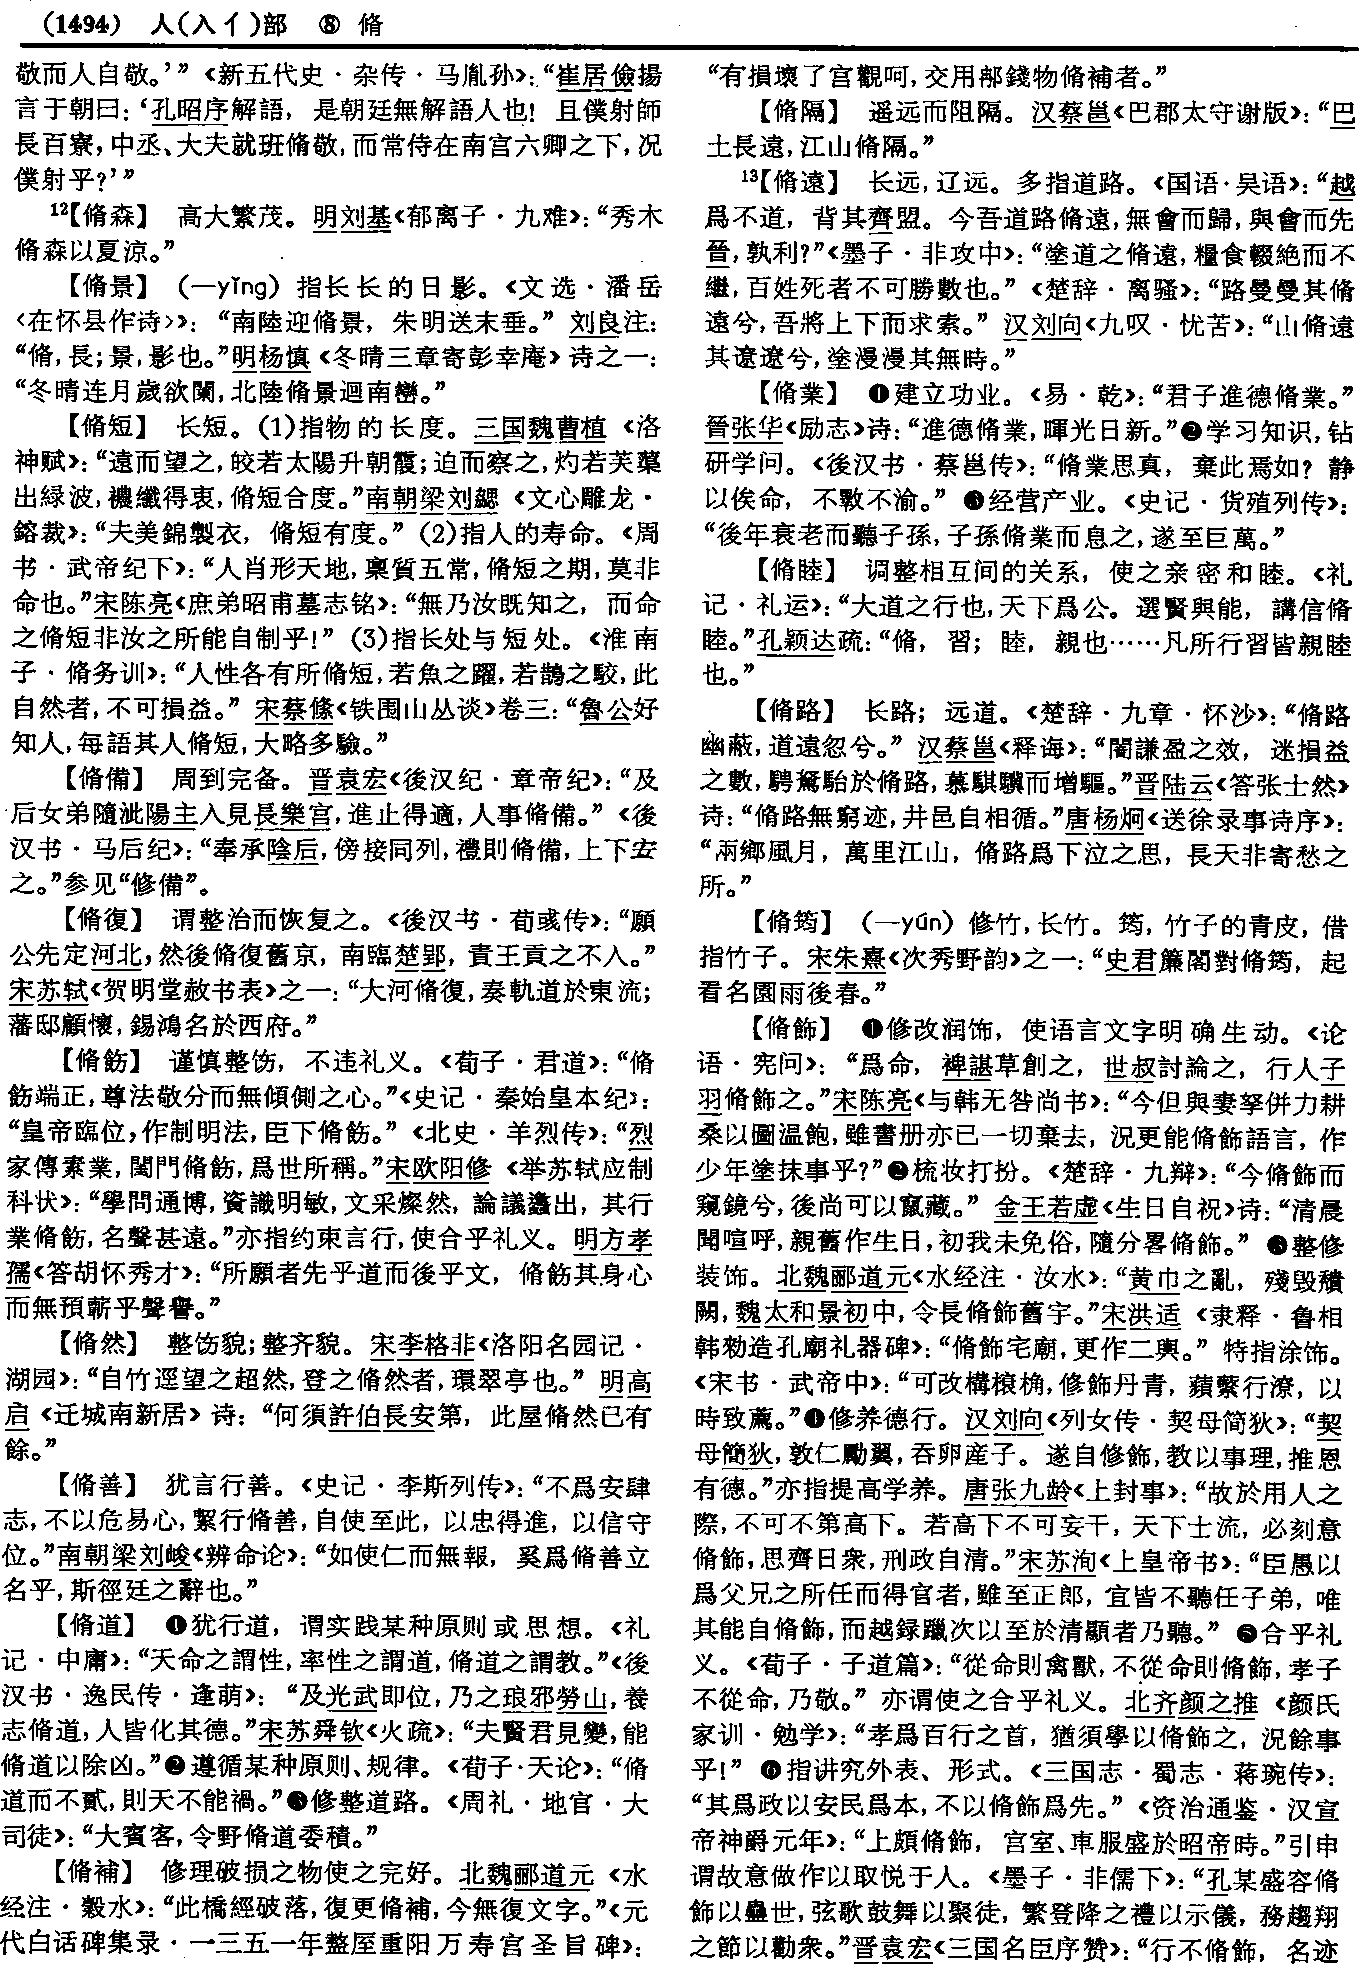 (1494) 人(入亻)部 ⑧ 脩
敬而人自敬。’”《新五代史·杂传·马胤孙》：“崔居儉揚
言于朝曰：‘孔昭序解語，是朝廷無解語人也！且僕射師
長百寮，中丞、大夫就班脩敬，而常侍在南宫六卿之下，况
僕射乎？’”
¹²【脩森】 高大繁茂。明刘基《郁离子·九难》：“秀木
脩森以夏涼。”
【脩景】（—yǐng）指长长的日影。《文选·潘岳
〈在怀县作诗〉》：“南陸迎脩景，朱明送末垂。”刘良注：
“脩，長；景，影也。”明杨慎《冬晴三章寄彭幸庵》诗之一：
“冬晴连月歲欲闌，北陸脩景迴南巒。”
【脩短】 长短。(1)指物的长度。三国魏曹植《洛
神赋》：“遠而望之，皎若太陽升朝霞；迫而察之，灼若芙蕖
出緑波，襛纖得衷，脩短合度。”南朝梁刘勰《文心雕龙·
鎔裁》：“夫美錦製衣，脩短有度。”(2)指人的寿命。《周
书·武帝纪下》：“人肖形天地，稟質五常，脩短之期，莫非
命也。”宋陈亮《庶弟昭甫墓志铭》：“無乃汝既知之，而命
之脩短非汝之所能自制乎！”(3)指长处与短处。《淮南
子·脩务训》：“人性各有所脩短，若魚之躍，若鵲之駮，此
自然者，不可損益。”宋蔡絛《铁围山丛谈》卷三：“魯公好
知人，每語其人脩短，大略多驗。”
【脩備】 周到完备。晋袁宏《後汉纪·章帝纪》：“及
后女弟隨泚陽主入見長樂宫，進止得適，人事脩備。”《後
汉书·马后纪》：“奉承陰后，傍接同列，禮則脩備，上下安
之。”参见“修備”。
【脩復】 谓整治而恢复之。《後汉书·荀彧传》：“願
公先定河北，然後脩復舊京，南臨楚郢，責王貢之不入。”
宋苏轼《贺明堂赦书表》之一：“大河脩復，奏軌道於東流；
藩邸顧懷，錫鴻名於西府。”
【脩飭】 谨慎整饬，不违礼义。《荀子·君道》：“脩
飭端正，尊法敬分而無傾側之心。”《史记·秦始皇本纪》：
“皇帝臨位，作制明法，臣下脩飭。”《北史·羊烈传》：“烈
家傳素業，閨門脩飭，爲世所稱。”宋欧阳修《举苏轼应制
科状》：“學問通博，資識明敏，文采爍然，論議蠭出，其行
業脩飭，名聲甚遠。”亦指约束言行，使合乎礼义。明方孝
孺《答胡怀秀才》：“所願者先乎道而後乎文，脩飭其身心
而無預蘄乎聲譽。”
【脩然】 整饬貌；整齐貌。宋李格非《洛阳名园记·
湖园》：“自竹逕望之超然，登之脩然者，環翠亭也。”明高
启《迁城南新居》诗：“何須許伯長安第，此屋脩然已有
餘。”
【脩善】 犹言行善。《史记·李斯列传》：“不爲安肆
志，不以危易心，絜行脩善，自使至此，以忠得進，以信守
位。”南朝梁刘峻《辨命论》：“如使仁而無報，奚爲脩善立
名乎，斯徑廷之辭也。”
【脩道】 ❶犹行道，谓实践某种原则或思想。《礼
记·中庸》：“天命之謂性，率性之謂道，脩道之謂教。”《後
汉书·逸民传·逢萌》：“及光武即位，乃之琅邪勞山，養
志脩道，人皆化其德。”宋苏舜钦《火疏》：“夫賢君見變，能
脩道以除凶。”❷遵循某种原则、规律。《荀子·天论》：“脩
道而不貳，則天不能禍。”❸修整道路。《周礼·地官·大
司徒》：“大賓客，令野脩道委積。”
【脩補】 修理破损之物使之完好。北魏郦道元《水
经注·穀水》：“此橋經破落，復更脩補，今無復文字。”《元
代白话碑集录·一三五一年盩厔重阳万寿宫圣旨碑》：
“有損壞了宫觀呵，交用郍錢物脩補者。”
【脩隔】 遥远而阻隔。汉蔡邕《巴郡太守谢版》：“巴
土長遠，江山脩隔。”
¹³【脩遠】 长远，辽远。多指道路。《国语·吴语》：“越
爲不道，背其齊盟。今吾道路脩遠，無會而歸，與會而先
晉，孰利？”《墨子·非攻中》：“塗道之脩遠，糧食輟絶而不
繼，百姓死者不可勝數也。”《楚辞·离骚》：“路曼曼其脩
遠兮，吾將上下而求索。”汉刘向《九叹·忧苦》：“山脩遠
其遼遼兮，塗漫漫其無時。”
【脩業】 ❶建立功业。《易·乾》：“君子進德脩業。”
晉张华《励志》诗：“進德脩業，暉光日新。”❷学习知识，钻
研学问。《後汉书·蔡邕传》：“脩業思真，棄此焉如？静
以俟命，不斁不渝。”❸经营产业。《史记·货殖列传》：
“後年衰老而聽子孫，子孫脩業而息之，遂至巨萬。”
【脩睦】 调整相互间的关系，使之亲密和睦。《礼
记·礼运》：“大道之行也，天下爲公。選賢與能，講信脩
睦。”孔颖达疏：“脩，習；睦，親也……凡所行習皆親睦
也。”
【脩路】 长路；远道。《楚辞·九章·怀沙》：“脩路
幽蔽，道遠忽兮。”汉蔡邕《释诲》：“闇謙盈之效，迷損益
之數，騁駑駘於脩路，慕騏驥而增驅。”晋陆云《答张士然》
诗：“脩路無窮迹，井邑自相循。”唐杨炯《送徐录事诗序》：
“兩鄉風月，萬里江山，脩路爲下泣之思，長天非寄愁之
所。”
【脩筠】（—yún）修竹，长竹。筠，竹子的青皮，借
指竹子。宋朱熹《次秀野韵》之一：“史君簾閣對脩筠，起
看名園雨後春。”
【脩飾】 ❶修改润饰，使语言文字明确生动。《论
语·宪问》：“爲命，裨諶草創之，世叔討論之，行人子
羽脩飾之。”宋陈亮《与韩无咎尚书》：“今但與妻孥併力耕
桑以圖温飽，雖書册亦已一切棄去，況更能脩飾語言，作
少年塗抹事乎？”❷梳妆打扮。《楚辞·九辩》：“今脩飾而
窺鏡兮，後尚可以竄藏。”金王若虚《生日自祝》诗：“清晨
聞喧呼，親舊作生日，初我未免俗，隨分畧脩飾。”❸整修
装饰。北魏郦道元《水经注·汝水》：“黄巾之亂，殘毁穨
闕，魏太和景初中，令長脩飾舊宇。”宋洪适《隶释·鲁相
韩勑造孔廟礼器碑》：“脩飾宅廟，更作二輿。”特指涂饰。
《宋书·武帝中》：“可改構榱桷，修飾丹青，蘋蘩行潦，以
時致薦。”❹修养德行。汉刘向《列女传·契母简狄》：“契
母簡狄，敦仁勵翼，吞卵産子。遂自修飾，教以事理，推恩
有德。”亦指提高学养。唐张九龄《上封事》：“故於用人之
際，不可不第高下。若高下不可妄干，天下士流，必刻意
脩飾，思齊日衆，刑政自清。”宋苏洵《上皇帝书》：“臣愚以
爲父兄之所任而得官者，雖至正郎，宜皆不聽任子弟，唯
其能自脩飾，而越録躐次以至於清顯者乃聽。”❺合乎礼
义。《荀子·子道篇》：“從命則禽獸，不從命則脩飾，孝子
不從命，乃敬。”亦谓使之合乎礼义。北齐颜之推《颜氏
家训·勉学》：“孝爲百行之首，猶須學以脩飾之，況餘事
乎！”❻指讲究外表、形式。《三国志·蜀志·蒋琬传》：
“其爲政以安民爲本，不以脩飾爲先。”《资治通鉴·汉宣
帝神爵元年》：“上頗脩飾，宫室、車服盛於昭帝時。”引申
谓故意做作以取悦于人。《墨子·非儒下》：“孔某盛容脩
飾以蠱世，弦歌鼓舞以聚徒，繁登降之禮以示儀，務趨翔
之節以勸衆。”晋袁宏《三国名臣序赞》：“行不脩飾，名迹